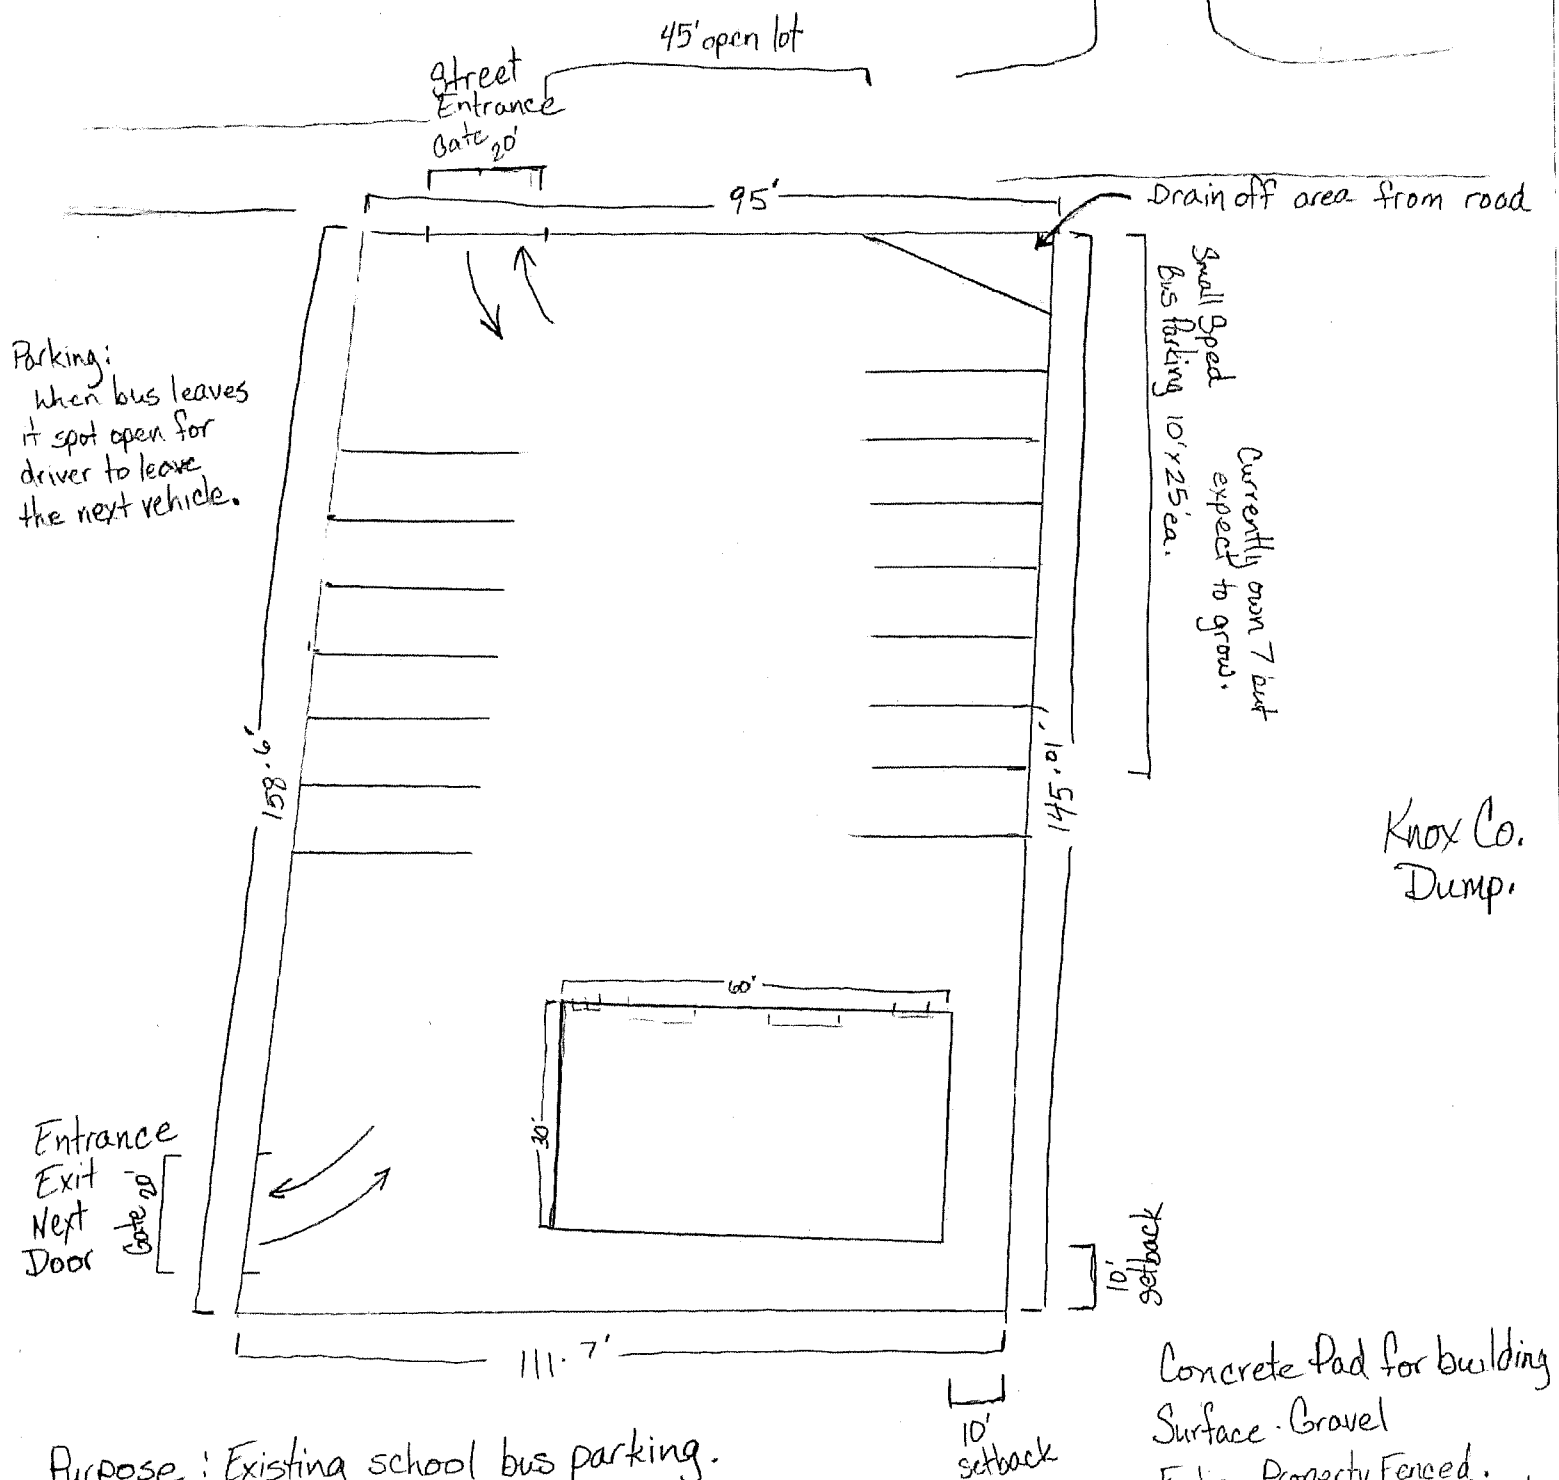 45' open lot
Street
Entrance
Gate 20'
95'
Drain off area from road
Small Sped
Bus Parking 10'x25' ea.
Currently own 7 but
expect to grow.
Parking:
When bus leaves
it spot open for
driver to leave
the next vehicle.
158.6'
145.10'
Knox Co.
Dump.
60'
30'
Entrance
Exit
Next
Door
Gate 20'
10'
setback
111.7'
10'
setback
Concrete Pad for building
Surface. Gravel
Property Fenced.
Purpose: Existing school bus parking.